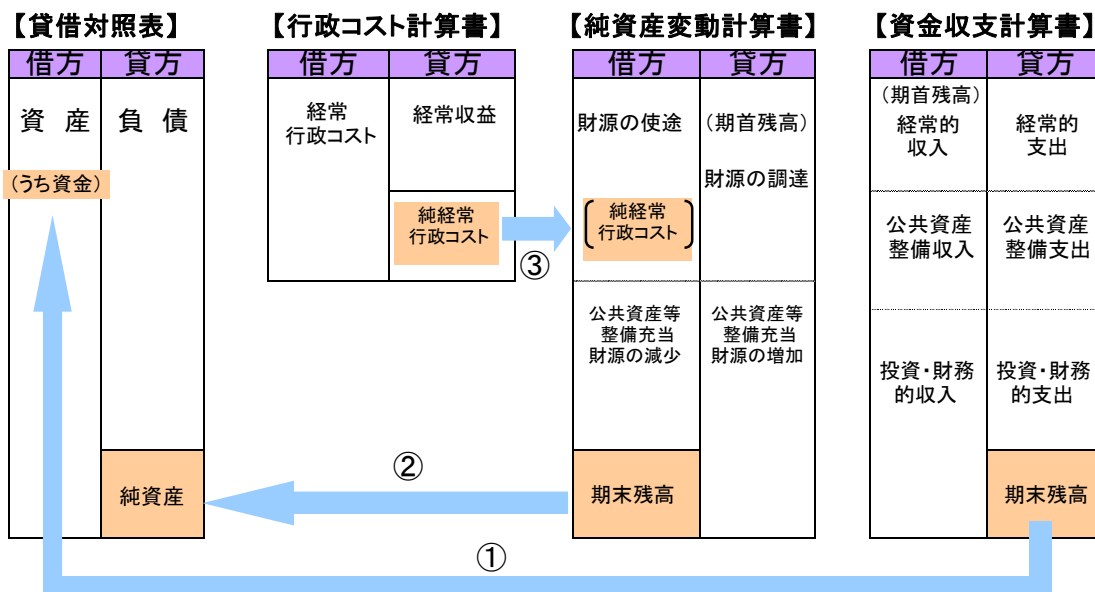 【貸借対照表】
借方
貸方
資 産
(うち資金)
負 債
純資産
【行政コスト計算書】
借方
貸方
経常
行政コスト
経常収益
純経常
行政コスト
③
【純資産変動計算書】
借方
貸方
財源の使途
純経常
行政コスト
(期首残高)
財源の調達
公共資産等
整備充当
財源の減少
公共資産等
整備充当
財源の増加
期末残高
②
【資金収支計算書】
借方
貸方
(期首残高)
経常的
収入
経常的
支出
公共資産
整備収入
公共資産
整備支出
投資・財務
的収入
投資・財務
的支出
期末残高
①